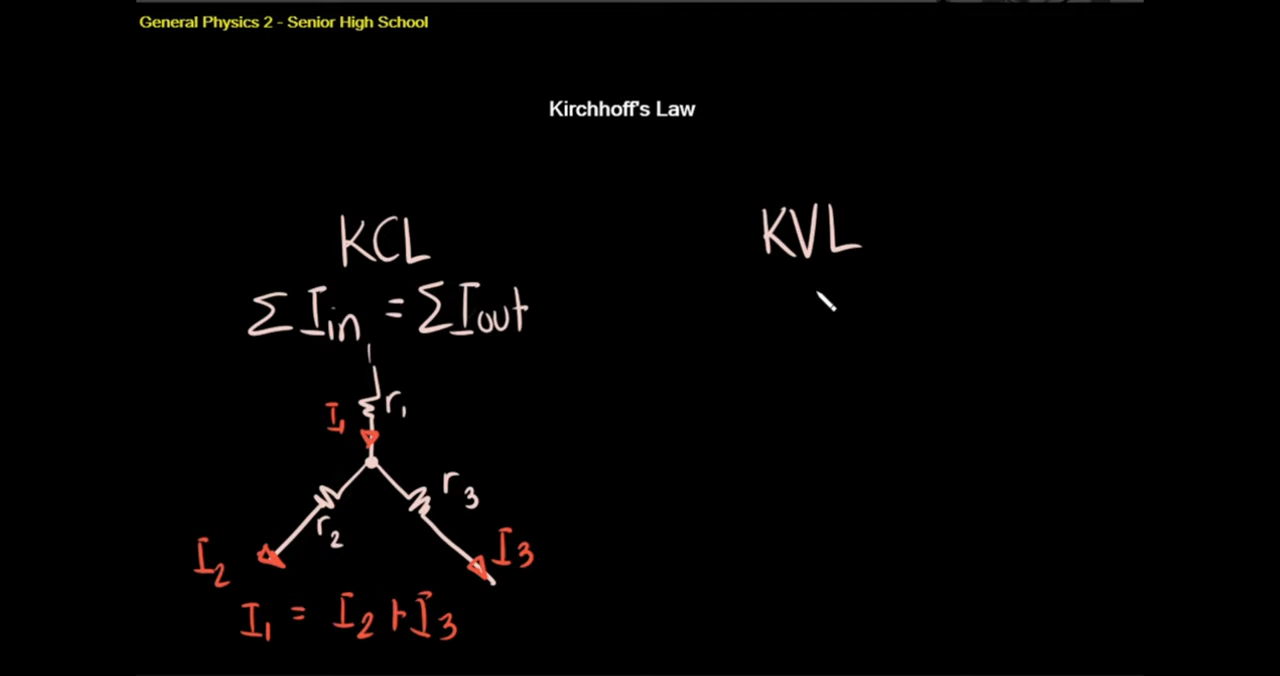 General Physics 2 - Senior High School
Kirchhoff's Law
KCL
ΣIin = ΣIout
I1
r1
r2
r3
I2
I3
I1 = I2 + I3
KVL